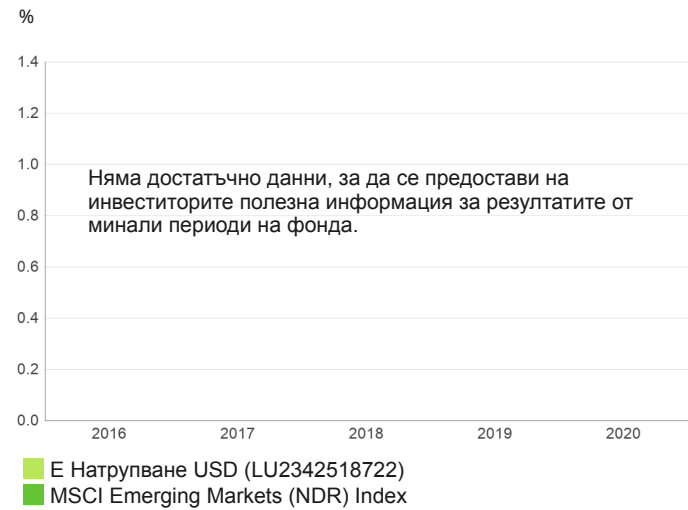 %
1.4
1.2
1.0
Няма достатъчно данни, за да се предостави на
инвеститорите полезна информация за резултатите от
0.8
минали периоди на фонда.
0.6
0.4
0.2
0.0
2016 2017 2018 2019 2020
Е Натрупване USD (LU2342518722)
MSCI Emerging Markets (NDR) Index